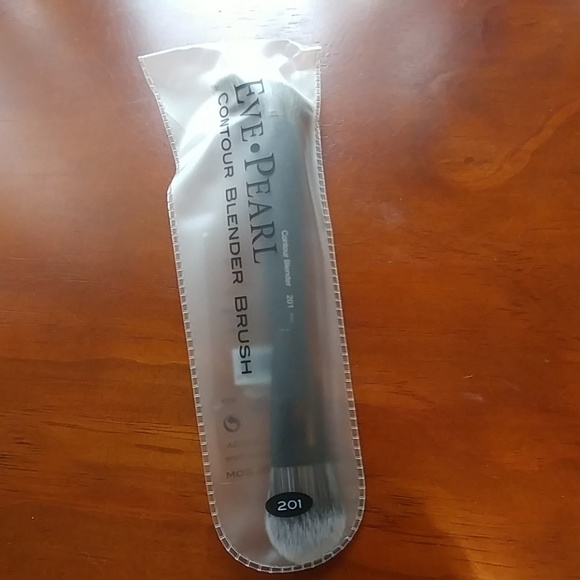 EVE • PEARL
CONTOUR BLENDER BRUSH
Contour Blender 201
201